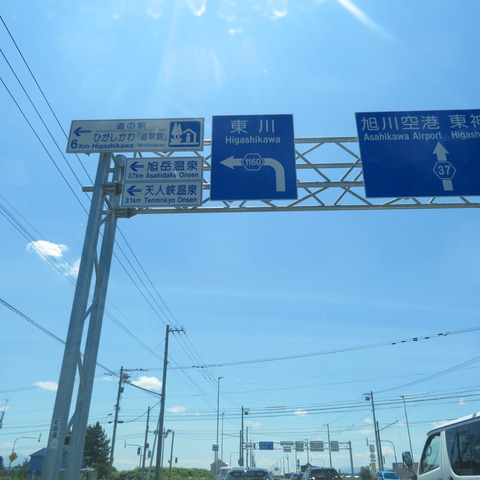 道の駅
ひがしかわ「道草館」
6Km Higashikawa "Michikusakan"
旭岳温泉
37km Asahidake Onsen
天人峡温泉
31km Tenninkyo Onsen
東川
Higashikawa
1160
旭川空港 東神
Asahikawa Airport Higash
37